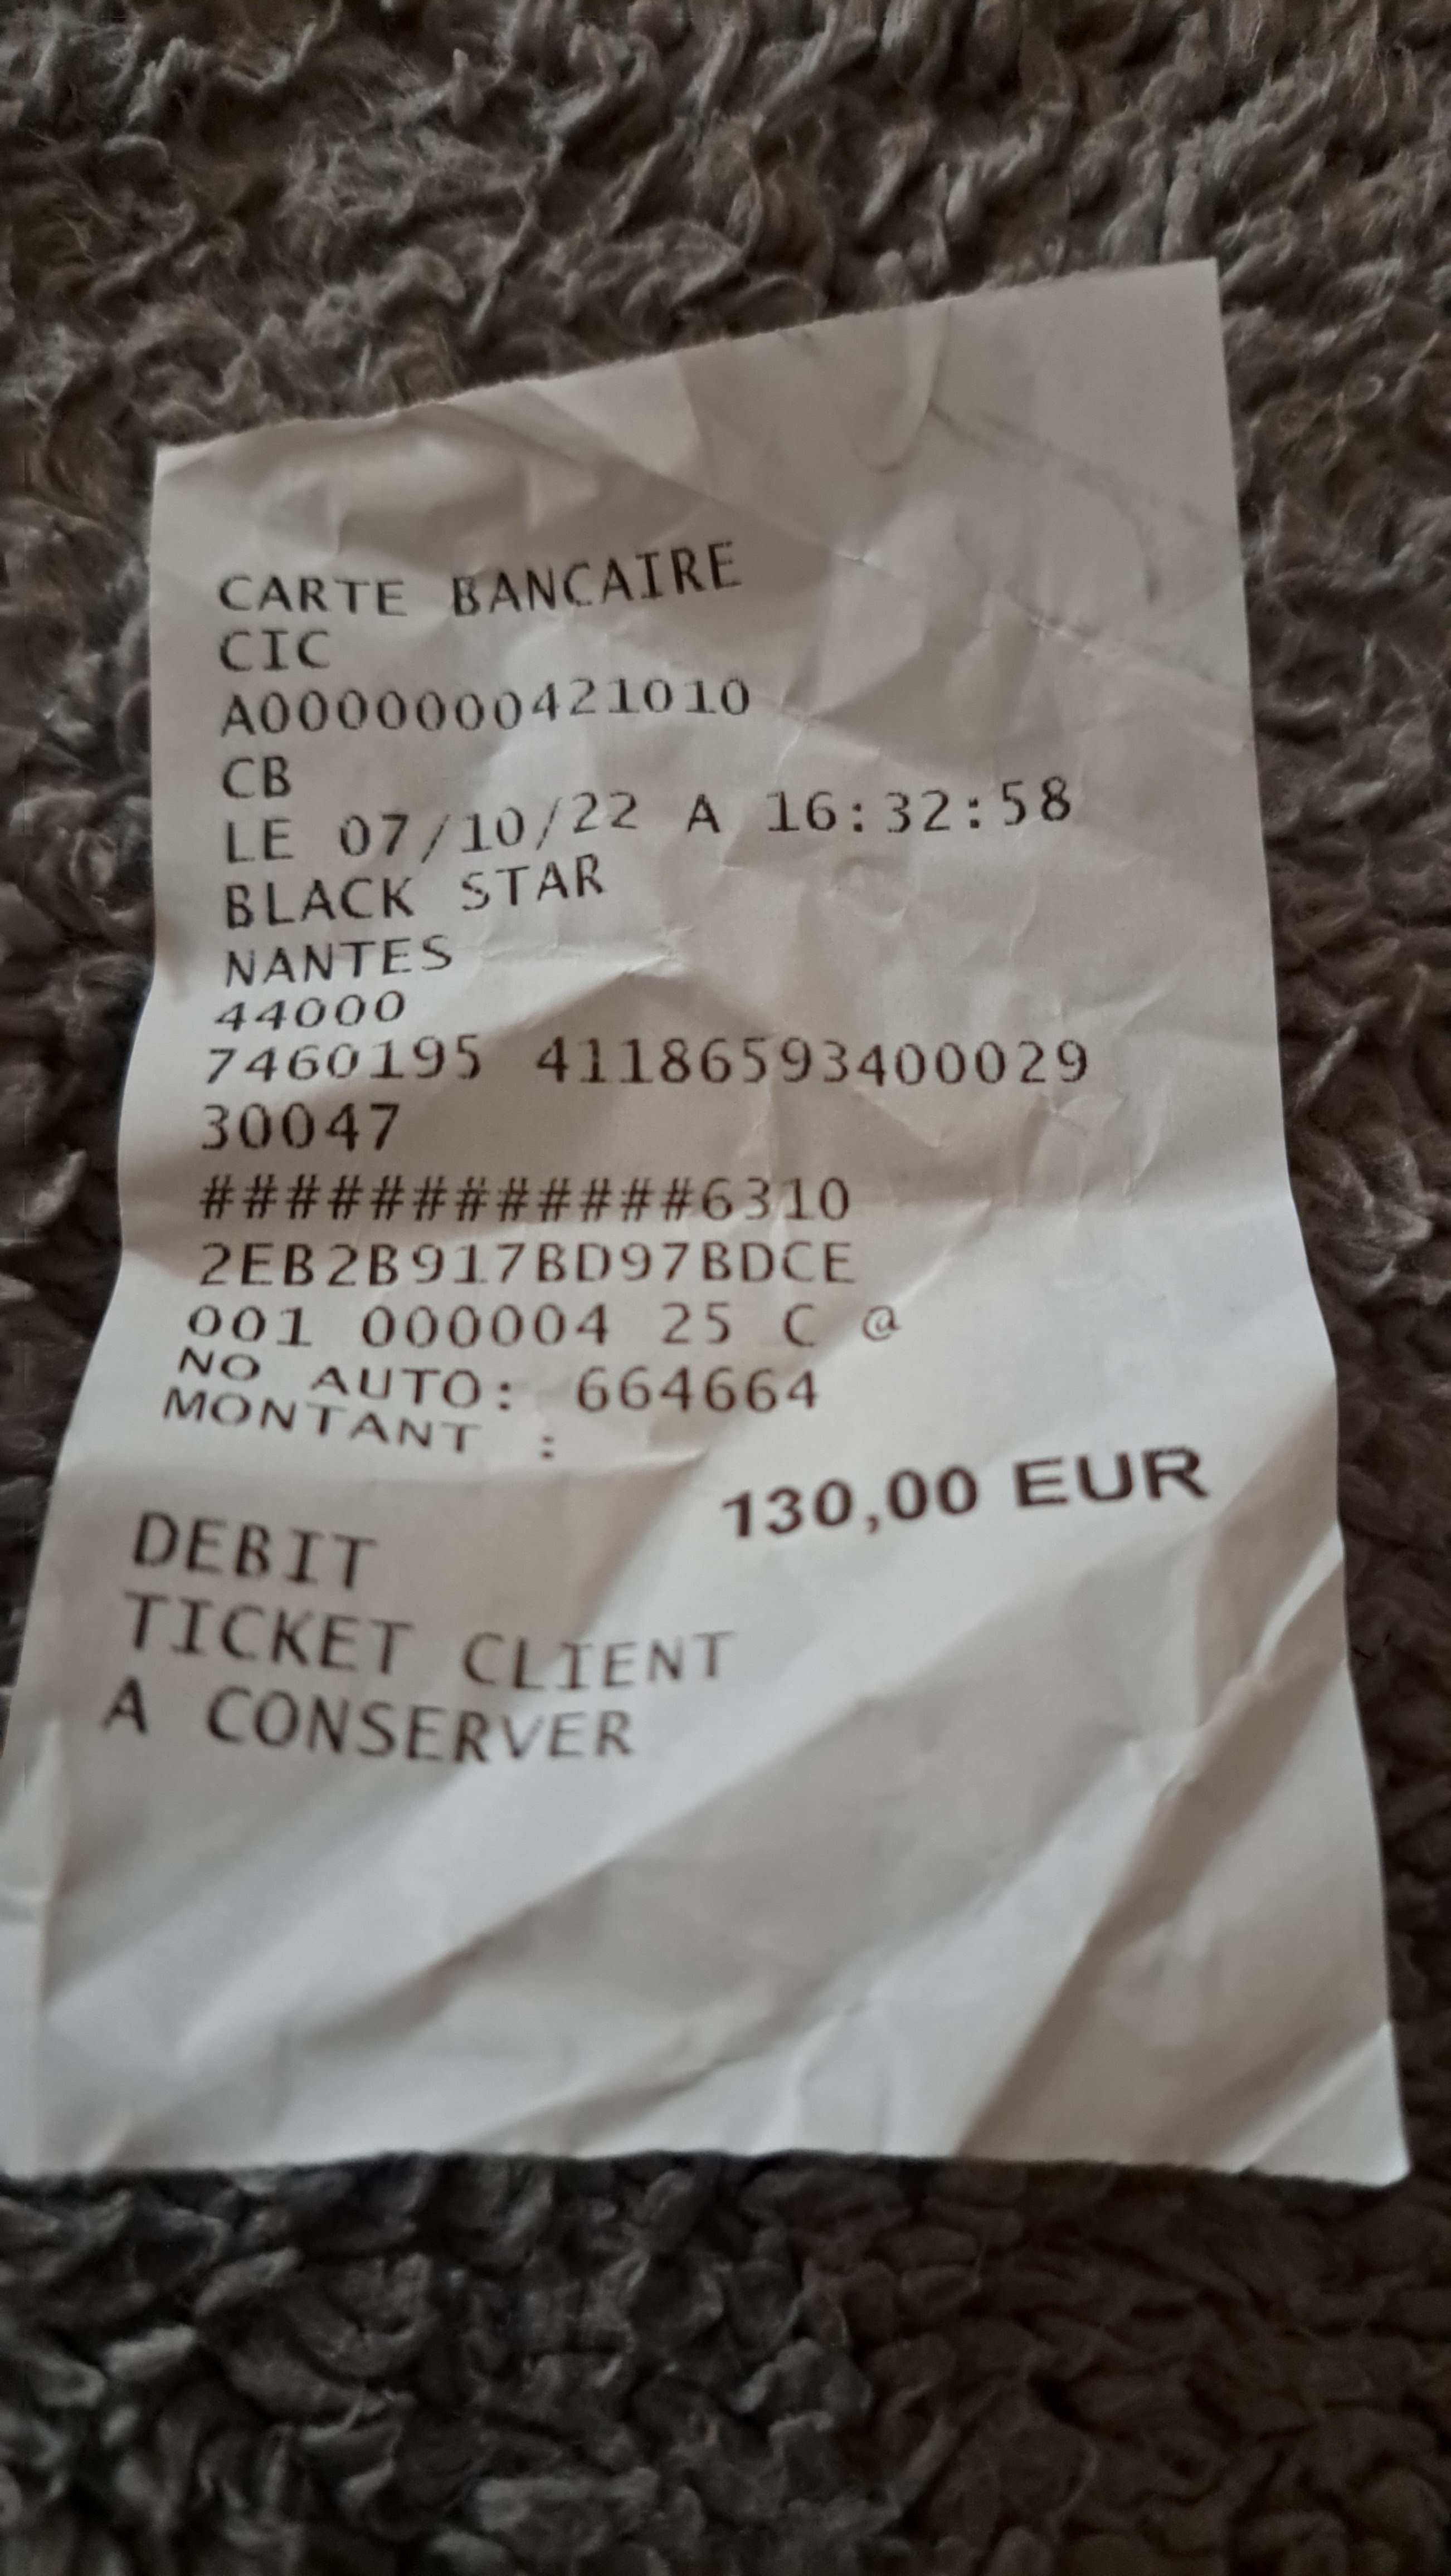 CARTE BANCAIRE
CIC
A0000000421010
CB
LE 07/10/22 A 16:32:58
BLACK STAR
NANTES
44000
7460195 41186593400029
30047
############6310
2EB2B917BD97BDCE
001 000004 25 C @
NO AUTO: 664664
MONTANT :
130,00 EUR
DEBIT
TICKET CLIENT
A CONSERVER